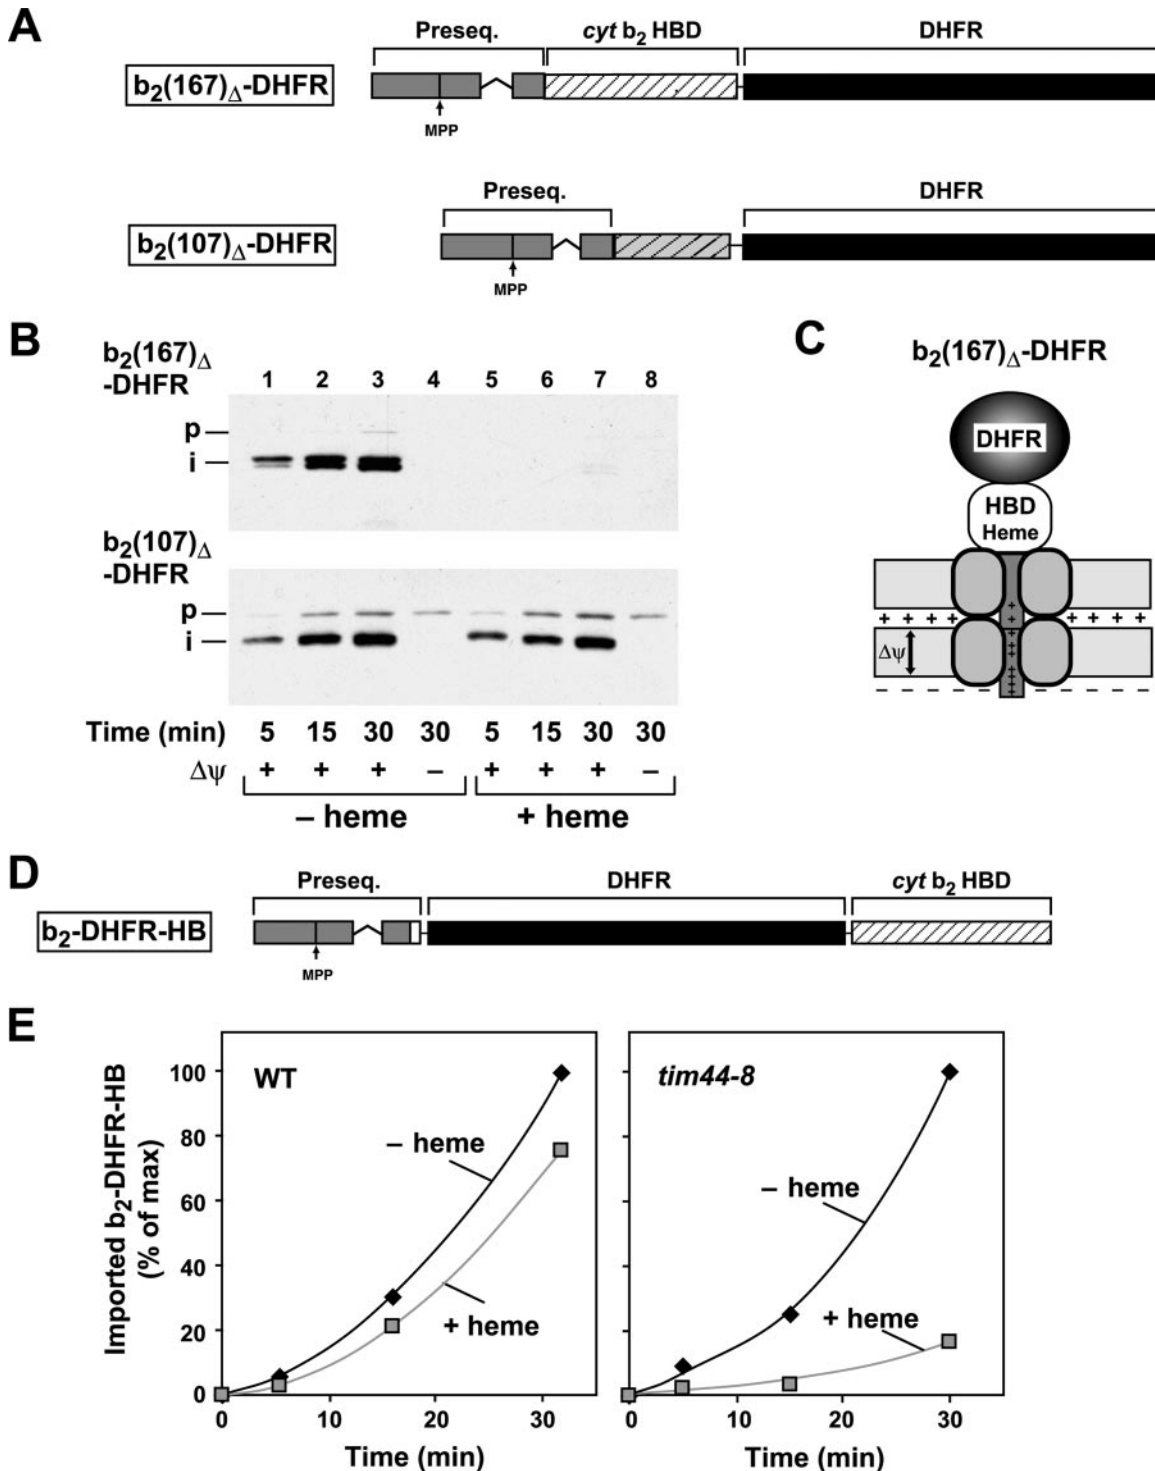 A
Preseq. cyt b₂ HBD DHFR
b₂(167)Δ-DHFR
MPP
Preseq. DHFR
b₂(107)Δ-DHFR
MPP
B
b₂(167)Δ
-DHFR
1 2 3 4 5 6 7 8
p
i
b₂(107)Δ
-DHFR
p
i
Time (min) 5 15 30 30 5 15 30 30
Δψ + + + − + + + −
− heme + heme
C
b₂(167)Δ-DHFR
DHFR
HBD
Heme
+
+
+ + + + + + + +
+
+ +
+
Δψ
+
+
+
− − − − − − − −
D
Preseq. DHFR cyt b₂ HBD
b₂-DHFR-HB
MPP
E
Imported b₂-DHFR-HB
(% of max)
100
80
60
40
20
0
WT
− heme
+ heme
0 10 20 30
Time (min)
tim44-8
− heme
+ heme
0 10 20 30
Time (min)